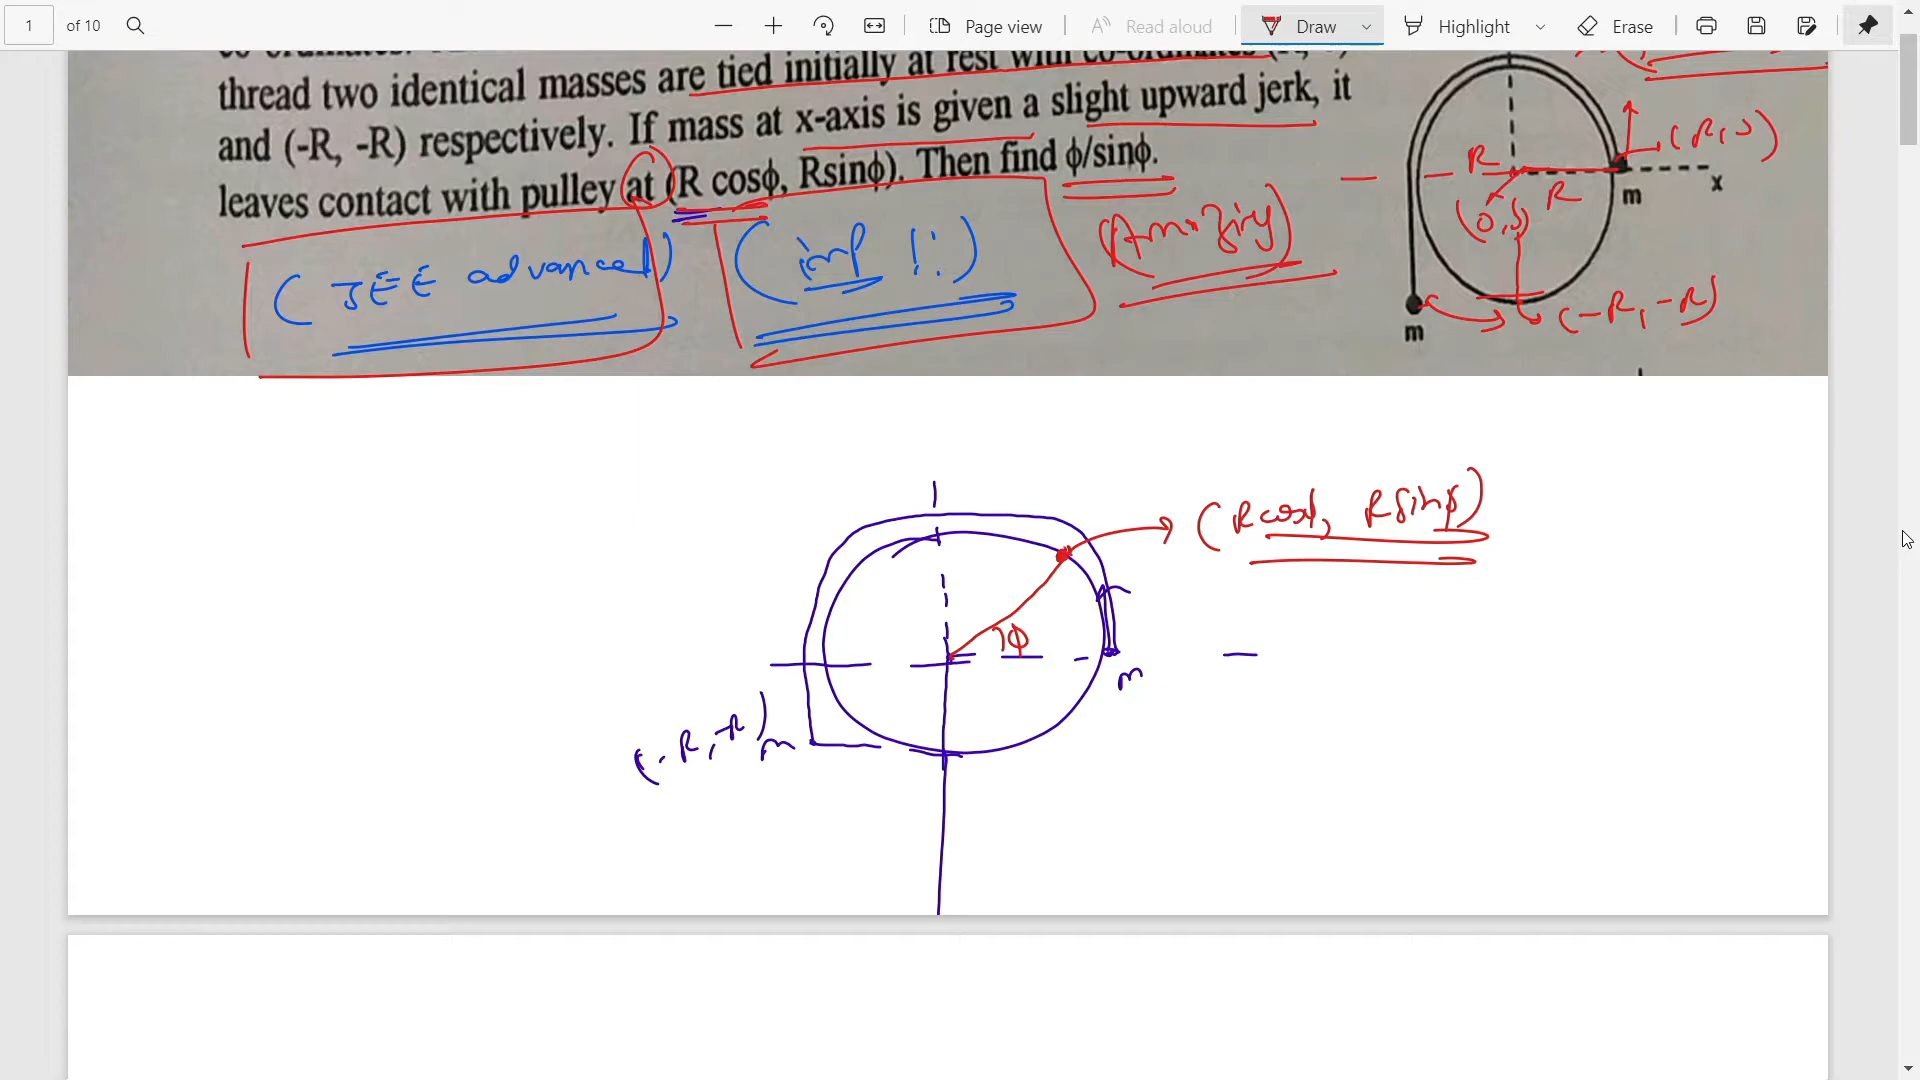 1 of 10 Page view Read aloud Draw Highlight Erase
thread two identical masses are tied initially at rest with co-ordinates
and (-R, -R) respectively. If mass at x-axis is given a slight upward jerk, it
leaves contact with pulley at (R cosϕ, Rsinϕ). Then find ϕ/sinϕ.
(JEE advanced) (imp !!) (Amazing)
R R
(R, 0)
m x
(0,0)
(-R, -R)
m
(Rcosϕ, Rsinϕ)
ϕ
m
(-R, -R) m